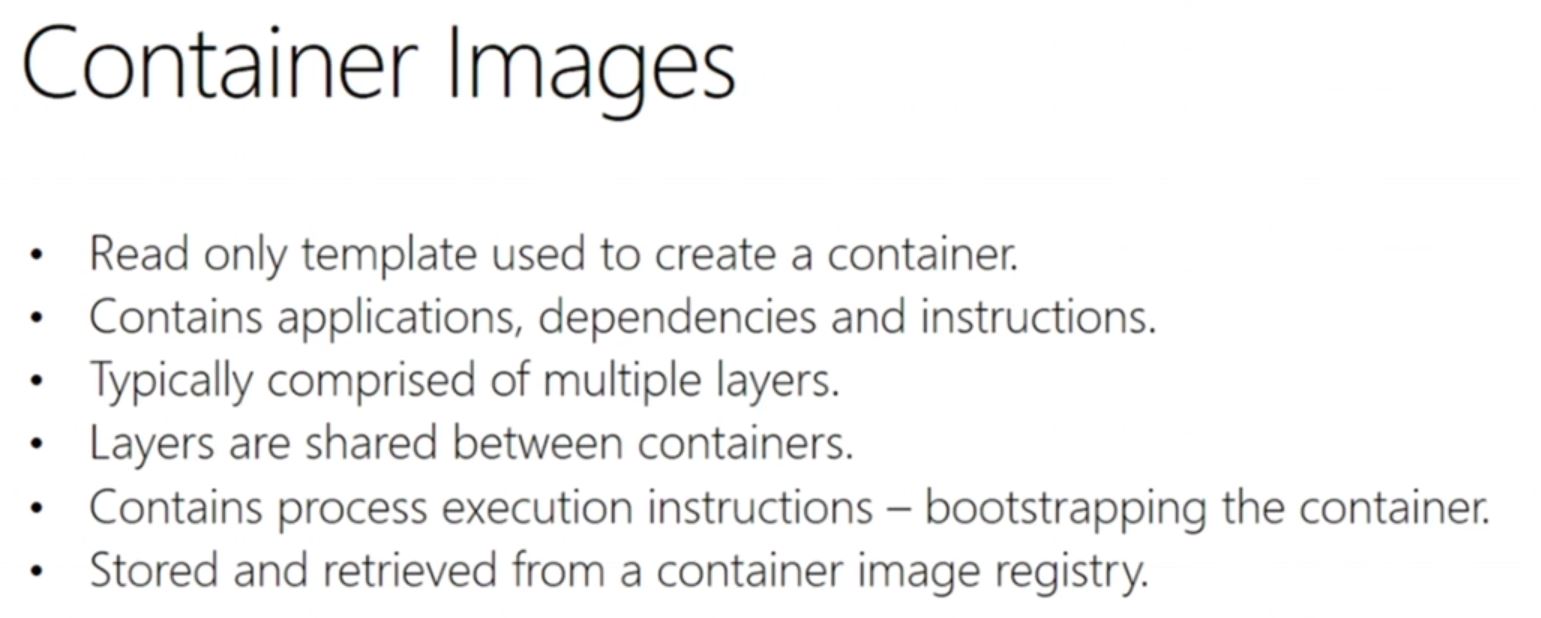 Container Images
• Read only template used to create a container.
• Contains applications, dependencies and instructions.
• Typically comprised of multiple layers.
• Layers are shared between containers.
• Contains process execution instructions – bootstrapping the container.
• Stored and retrieved from a container image registry.